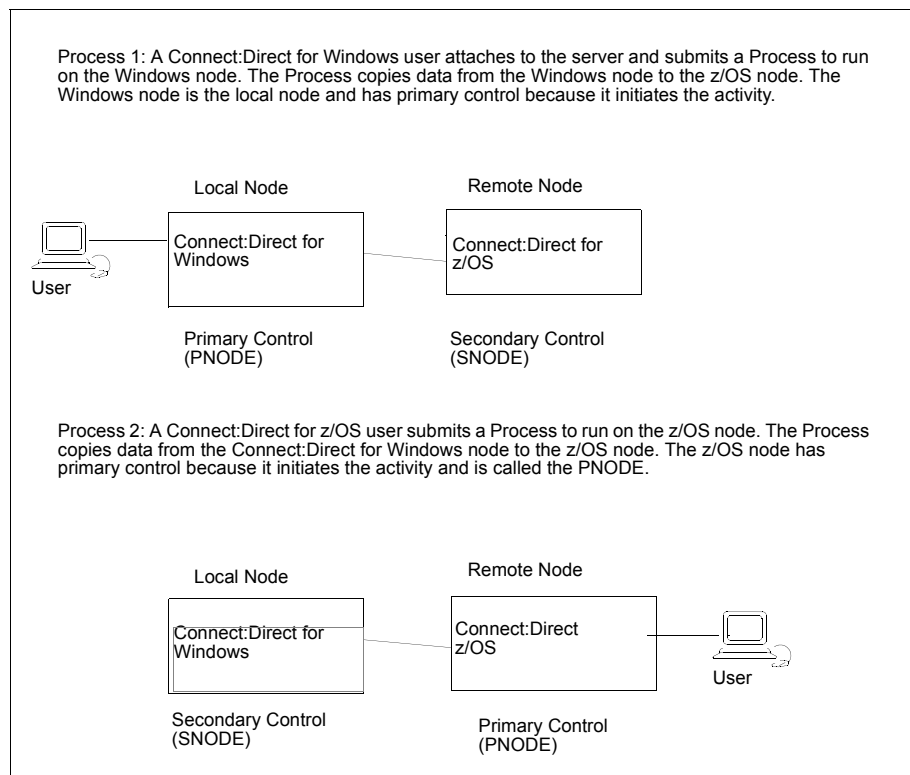 Process 1: A Connect:Direct for Windows user attaches to the server and submits a Process to run
on the Windows node. The Process copies data from the Windows node to the z/OS node. The
Windows node is the local node and has primary control because it initiates the activity.
Local Node
Remote Node
Connect:Direct for
Windows
Connect:Direct for
z/OS
User
Primary Control
(PNODE)
Secondary Control
(SNODE)
Process 2: A Connect:Direct for z/OS user submits a Process to run on the z/OS node. The Process
copies data from the Connect:Direct for Windows node to the z/OS node. The z/OS node has
primary control because it initiates the activity and is called the PNODE.
Local Node
Remote Node
Connect:Direct for
Windows
Connect:Direct
z/OS
User
Secondary Control
(SNODE)
Primary Control
(PNODE)